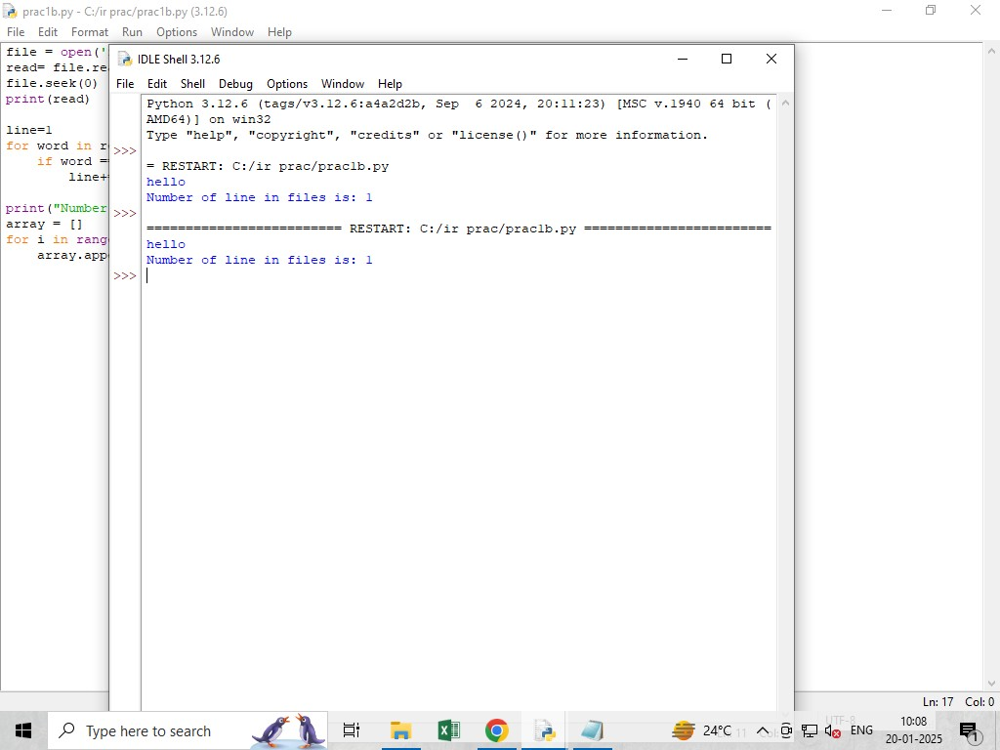 prac1b.py - C:/ir prac/prac1b.py (3.12.6)
File Edit Format Run Options Window Help
file = open('
read= file.re
file.seek(0)
print(read)
line=1
for word in r
if word =
line+
print("Number
array = []
for i in rang
array.app
IDLE Shell 3.12.6
File Edit Shell Debug Options Window Help
Python 3.12.6 (tags/v3.12.6:a4a2d2b, Sep  6 2024, 20:11:23) [MSC v.1940 64 bit (
AMD64)] on win32
Type "help", "copyright", "credits" or "license()" for more information.
>>>
= RESTART: C:/ir prac/prac1b.py
hello
Number of line in files is: 1
>>>
========================= RESTART: C:/ir prac/prac1b.py ========================
hello
Number of line in files is: 1
>>>
Ln: 17 Col: 0
Type here to search
24°C
UTF-8
ENG
10:08
20-01-2025
1